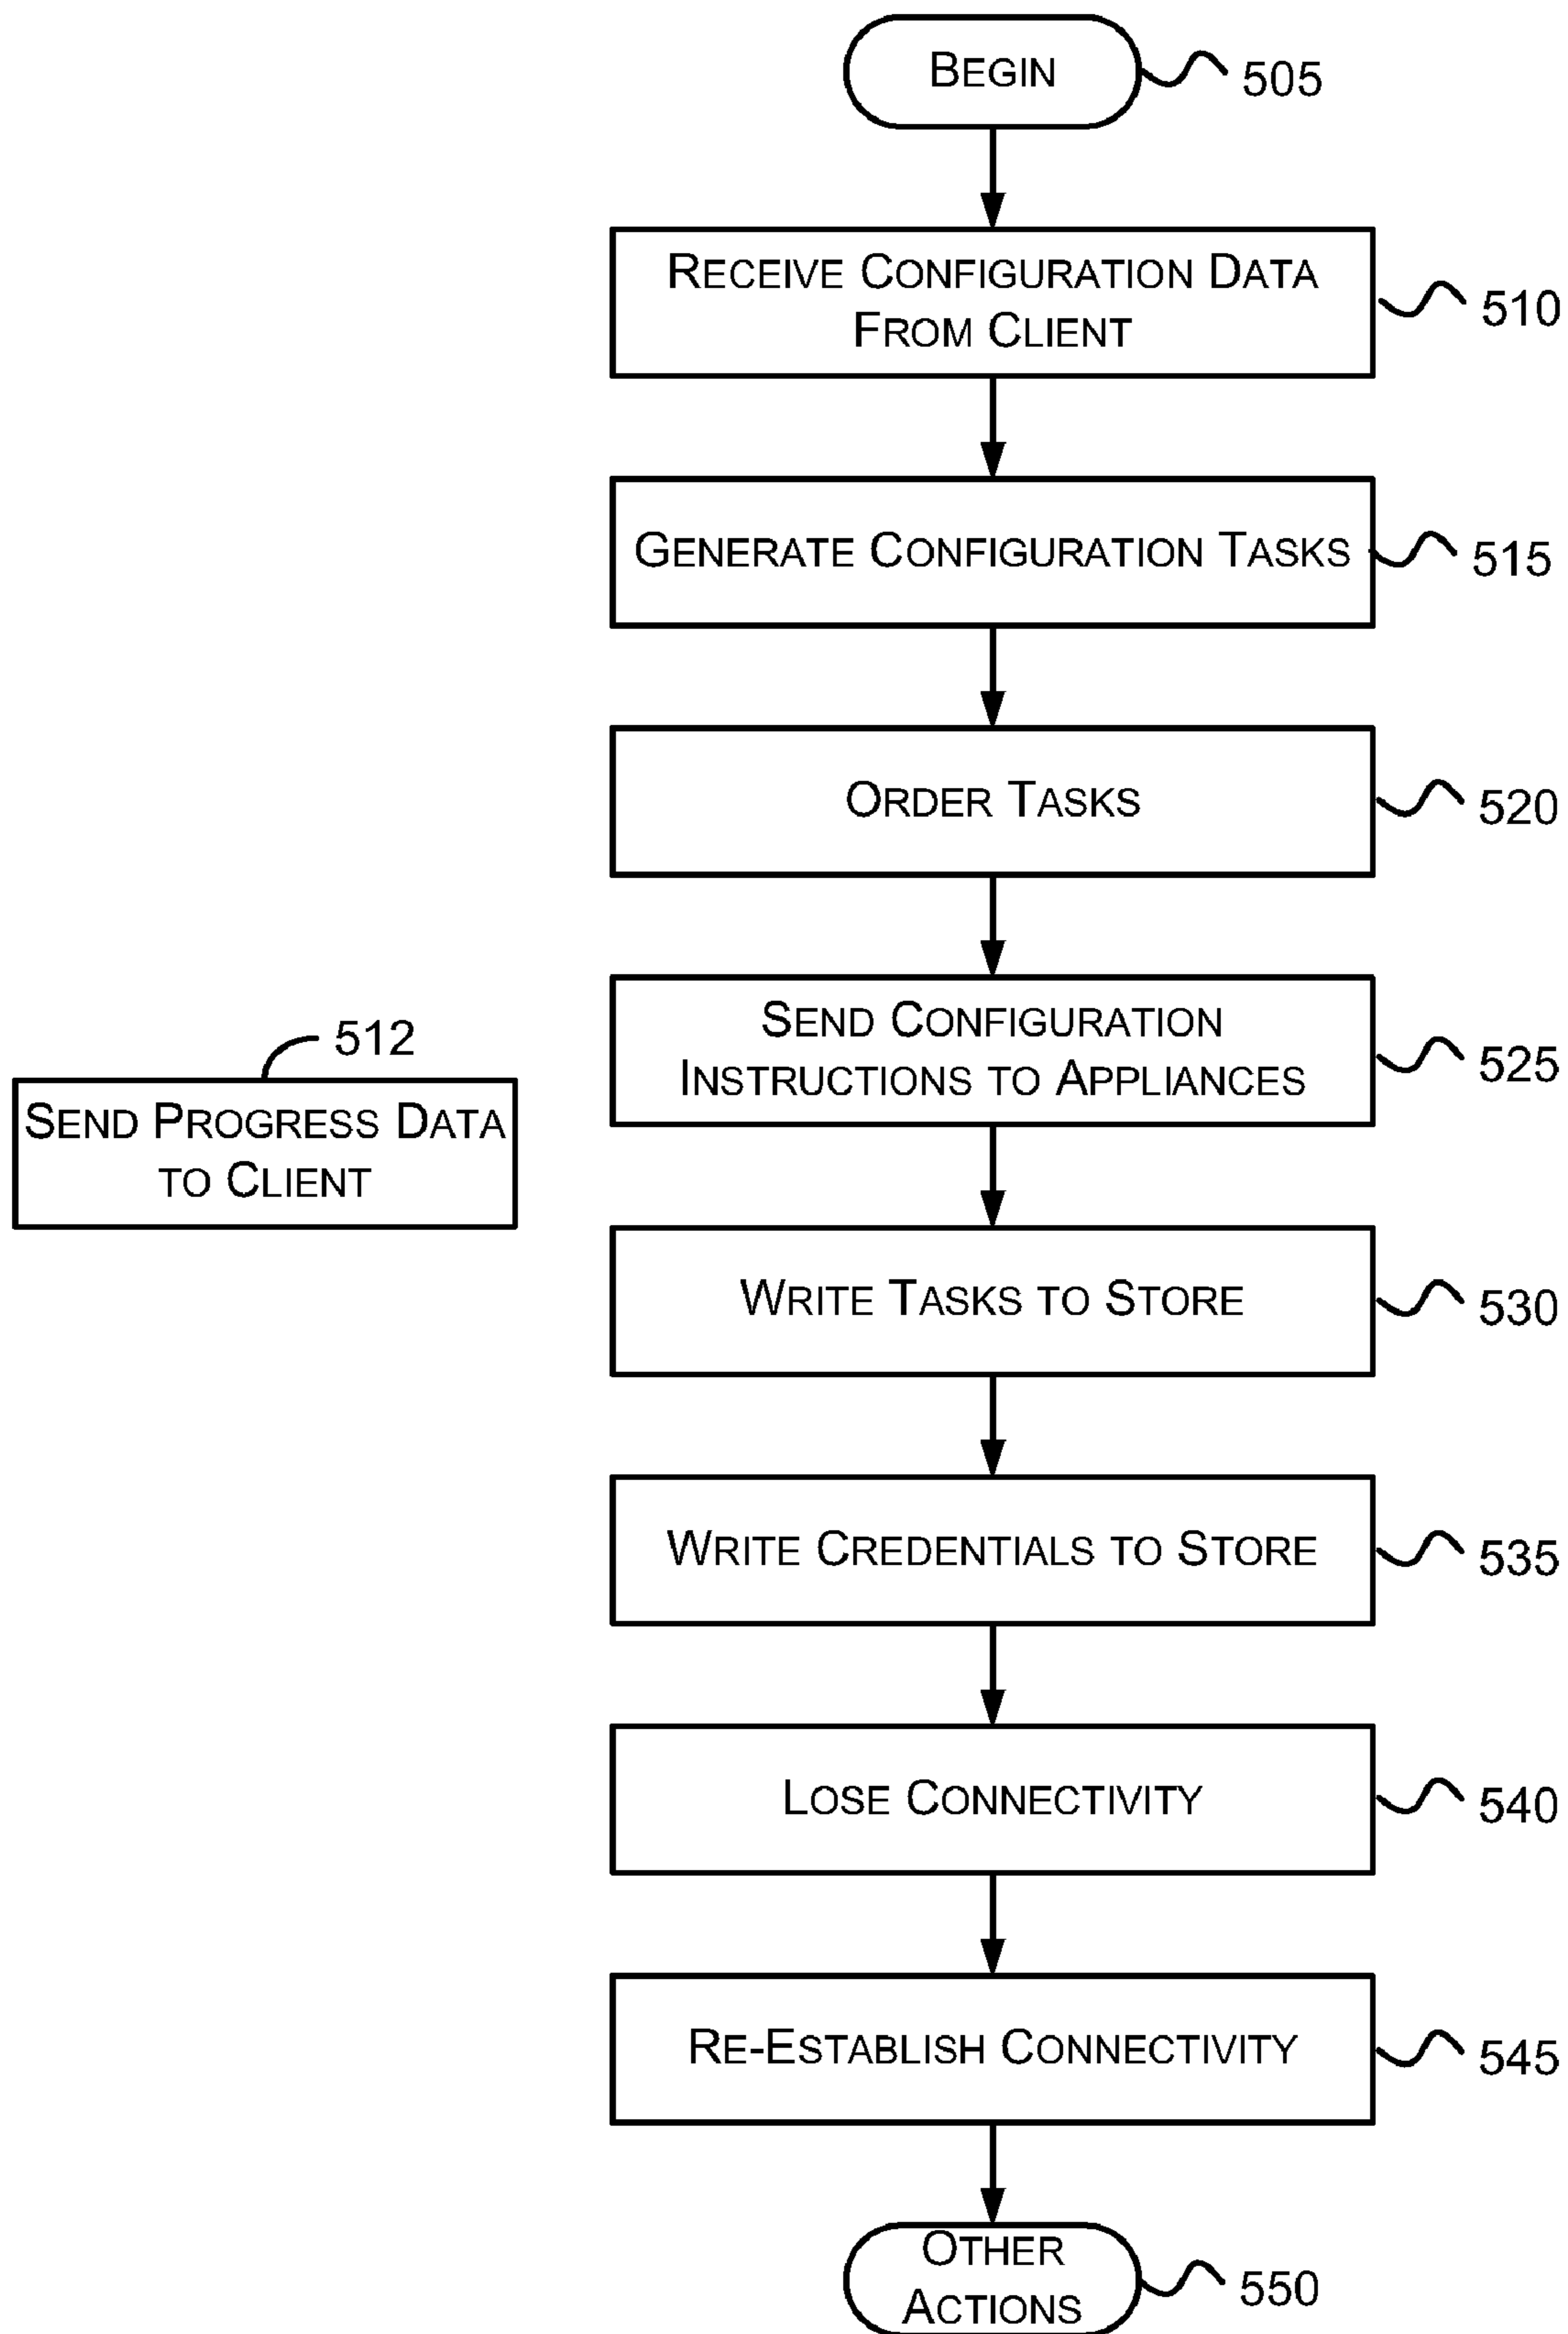 BEGIN
505
RECEIVE CONFIGURATION DATA
FROM CLIENT
510
GENERATE CONFIGURATION TASKS
515
ORDER TASKS
520
SEND CONFIGURATION
INSTRUCTIONS TO APPLIANCES
525
512
SEND PROGRESS DATA
TO CLIENT
WRITE TASKS TO STORE
530
WRITE CREDENTIALS TO STORE
535
LOSE CONNECTIVITY
540
RE-ESTABLISH CONNECTIVITY
545
OTHER
ACTIONS
550